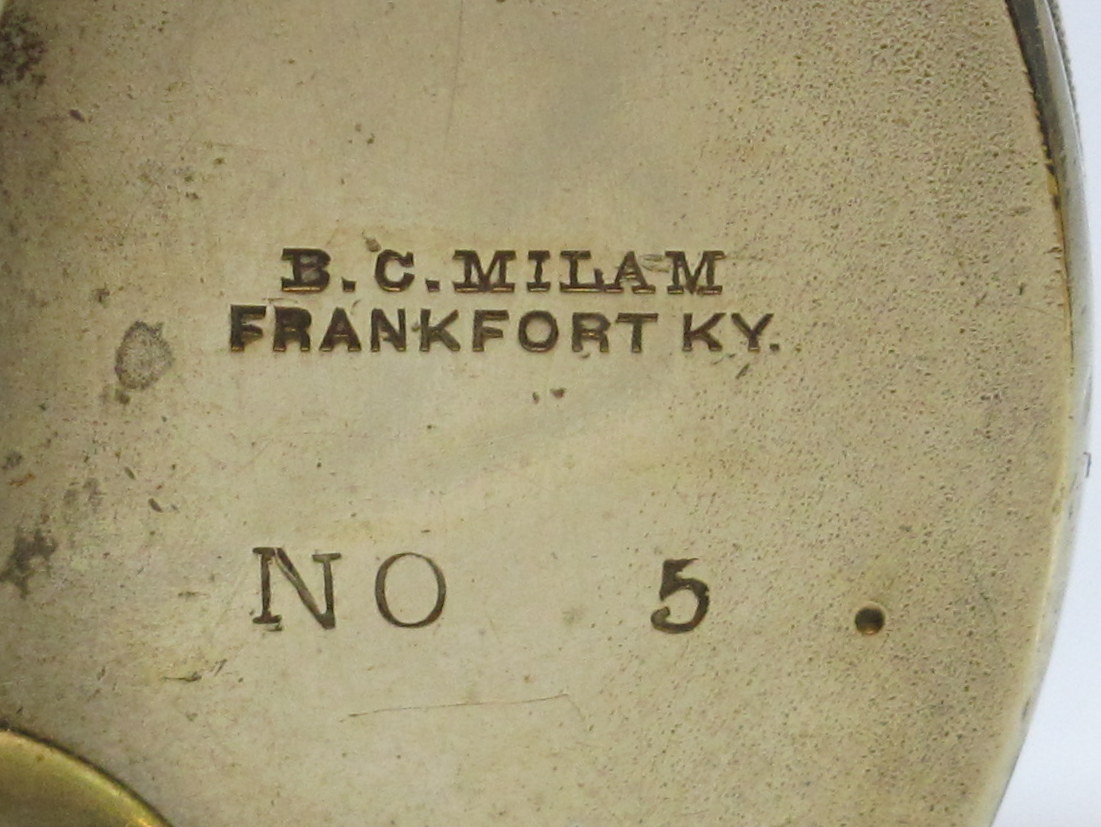 B. C. MILAM
FRANKFORT KY.
NO 5 .